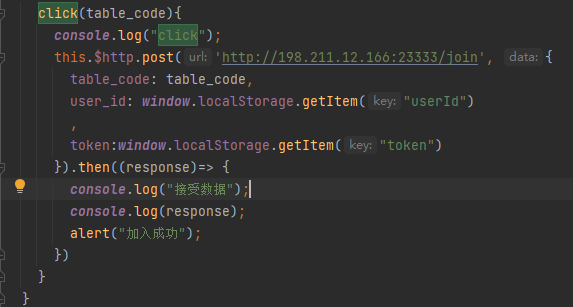 click(table_code){
console.log("click");
this.$http.post( url: 'http://198.211.12.166:23333/join', data: {
table_code: table_code,
user_id: window.localStorage.getItem( key: "userId")
,
token:window.localStorage.getItem( key: "token")
}).then((response)=> {
console.log("接受数据");
console.log(response);
alert("加入成功");
})
}
}